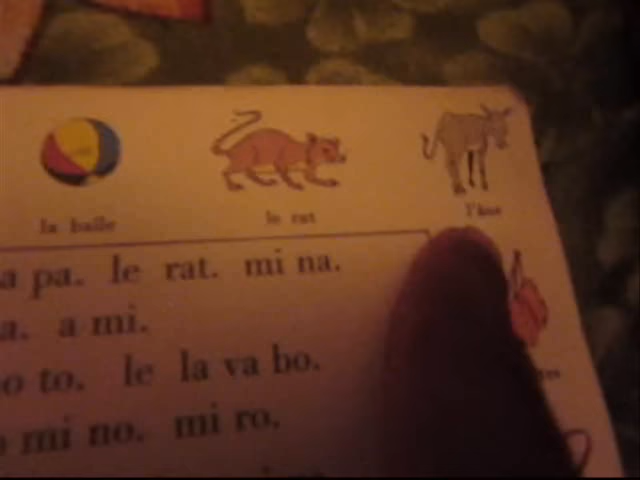 la balle
le rat
l'âne
a pa. le rat. mi na.
a. a mi.
o to. le la va bo.
mi no. mi ro.